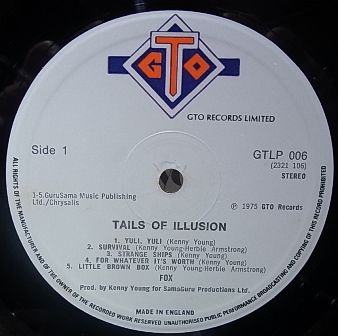 GTO
GTO RECORDS LIMITED
Side 1
GTLP 006
(2321 106)
STEREO
1-5.GuruSama Music Publishing
Ltd./Chrysalis
℗ 1975 GTO Records
TAILS OF ILLUSION
1. YULI, YULI (Kenny Young)
2. SURVIVAL (Kenny Young-Herbie Armstrong)
3. STRANGE SHIPS (Kenny Young)
4. FOR WHATEVER IT'S WORTH (Kenny Young)
5. LITTLE BROWN BOX (Kenny Young-Herbie Armstrong)
FOX
Prod. by Kenny Young for SamaGure Productions Ltd.
MADE IN ENGLAND
ALL RIGHTS OF THE MANUFACTURER AND OF THE OWNER OF THE RECORDED WORK RESERVED UNAUTHORISED PUBLIC PERFORMANCE BROADCASTING AND COPYING OF THIS RECORD PROHIBITED